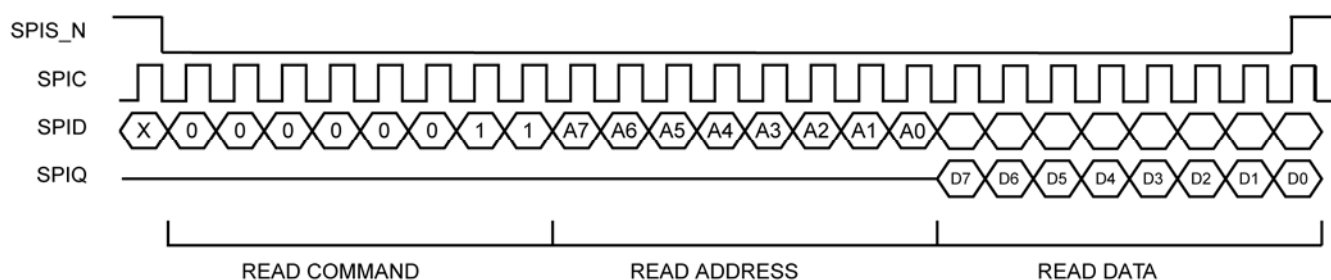 SPIS_N
SPIC
SPID X 0 0 0 0 0 0 1 1 A7 A6 A5 A4 A3 A2 A1 A0
SPIQ D7 D6 D5 D4 D3 D2 D1 D0
READ COMMAND READ ADDRESS READ DATA